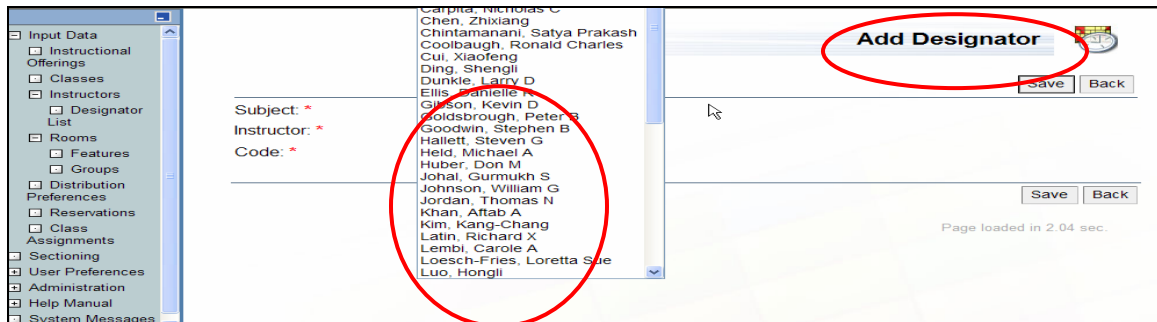 Input Data
Instructional
Offerings
Classes
Instructors
Designator
List
Rooms
Features
Groups
Distribution
Preferences
Reservations
Class
Assignments
Sectioning
User Preferences
Administration
Help Manual
System Messages
Add Designator
Save Back
Subject: *
Instructor: *
Code: *
Carpita, Nicholas C
Chen, Zhixiang
Chintamanani, Satya Prakash
Coolbaugh, Ronald Charles
Cui, Xiaofeng
Ding, Shengli
Dunkle, Larry D
Ellis, Danielle R
Gibson, Kevin D
Goldsbrough, Peter B
Goodwin, Stephen B
Hallett, Steven G
Held, Michael A
Huber, Don M
Johal, Gurmukh S
Johnson, William G
Jordan, Thomas N
Khan, Aftab A
Kim, Kang-Chang
Latin, Richard X
Lembi, Carole A
Loesch-Fries, Loretta Sue
Luo, Hongli
Save Back
Page loaded in 2.04 sec.